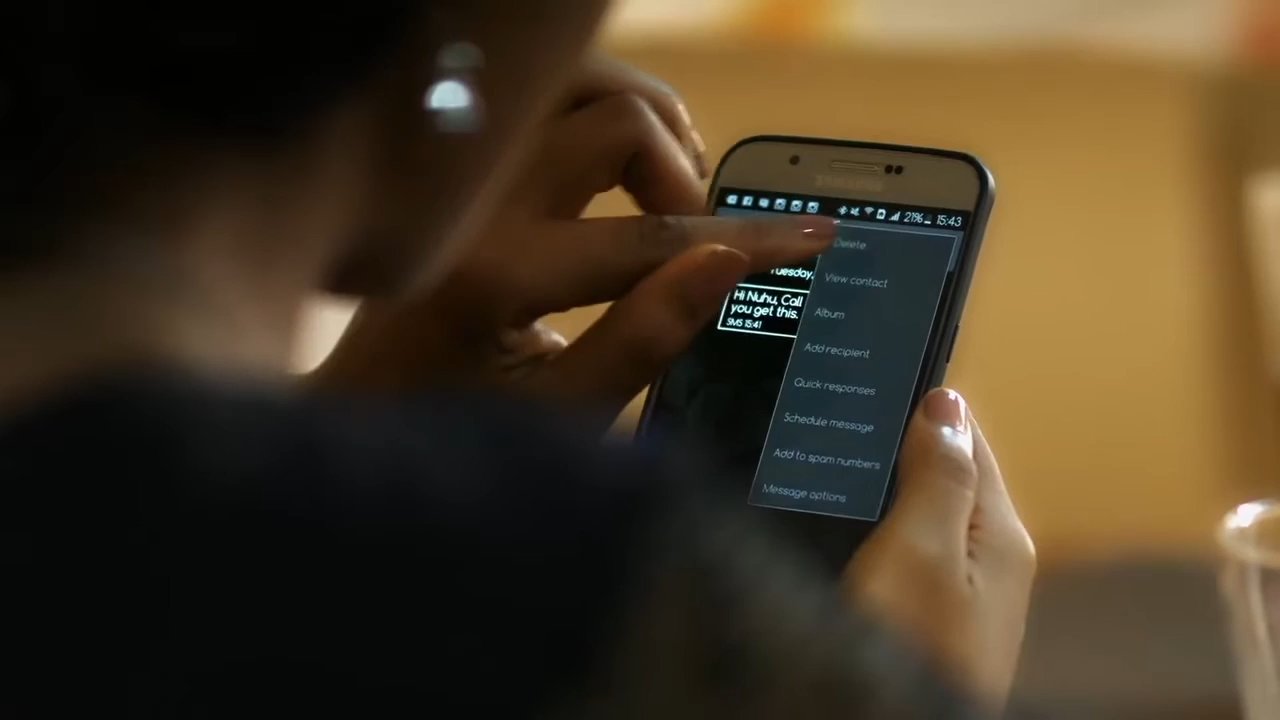 21% 15:43
Delete
Tuesday,
View contact
Hi Nuhu, Call
you get this.
SMS 15:41
Album
Add recipient
Quick responses
Schedule message
Add to spam numbers
Message options